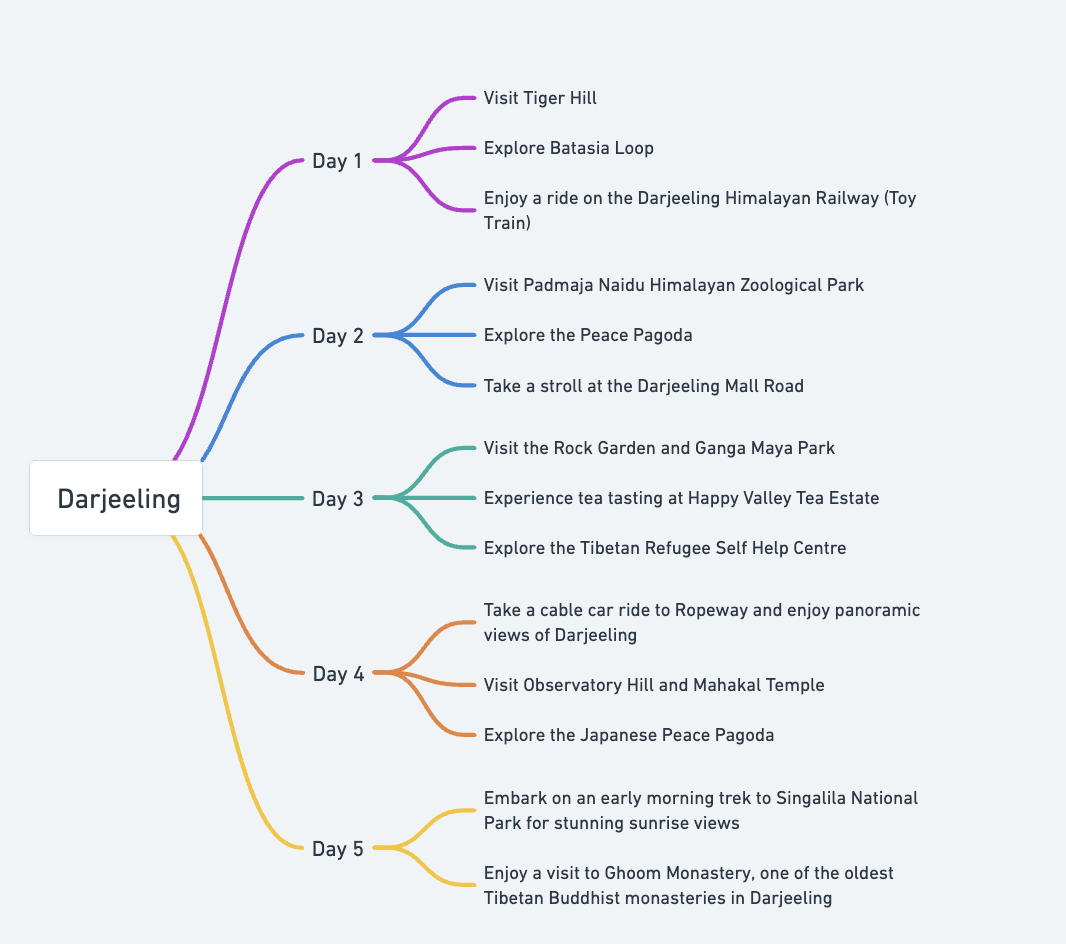 Darjeeling
Day 1
Visit Tiger Hill
Explore Batasia Loop
Enjoy a ride on the Darjeeling Himalayan Railway (Toy
Train)
Day 2
Visit Padmaja Naidu Himalayan Zoological Park
Explore the Peace Pagoda
Take a stroll at the Darjeeling Mall Road
Day 3
Visit the Rock Garden and Ganga Maya Park
Experience tea tasting at Happy Valley Tea Estate
Explore the Tibetan Refugee Self Help Centre
Day 4
Take a cable car ride to Ropeway and enjoy panoramic
views of Darjeeling
Visit Observatory Hill and Mahakal Temple
Explore the Japanese Peace Pagoda
Day 5
Embark on an early morning trek to Singalila National
Park for stunning sunrise views
Enjoy a visit to Ghoom Monastery, one of the oldest
Tibetan Buddhist monasteries in Darjeeling